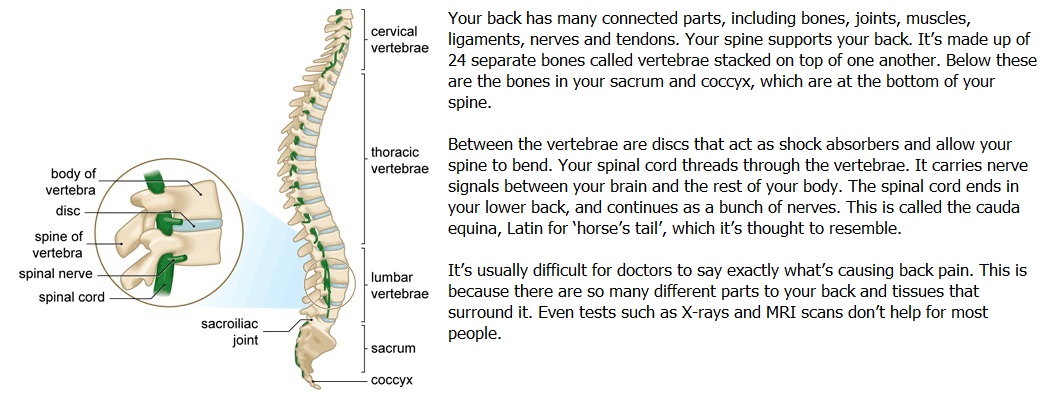 cervical
vertebrae
thoracic
vertebrae
body of
vertebra
disc
spine of
vertebra
spinal nerve
spinal cord
lumbar
vertebrae
sacroiliac
joint
sacrum
coccyx
Your back has many connected parts, including bones, joints, muscles,
ligaments, nerves and tendons. Your spine supports your back. It’s made up of
24 separate bones called vertebrae stacked on top of one another. Below these
are the bones in your sacrum and coccyx, which are at the bottom of your
spine.
Between the vertebrae are discs that act as shock absorbers and allow your
spine to bend. Your spinal cord threads through the vertebrae. It carries nerve
signals between your brain and the rest of your body. The spinal cord ends in
your lower back, and continues as a bunch of nerves. This is called the cauda
equina, Latin for ‘horse’s tail’, which it’s thought to resemble.
It’s usually difficult for doctors to say exactly what’s causing back pain. This is
because there are so many different parts to your back and tissues that
surround it. Even tests such as X-rays and MRI scans don’t help for most
people.